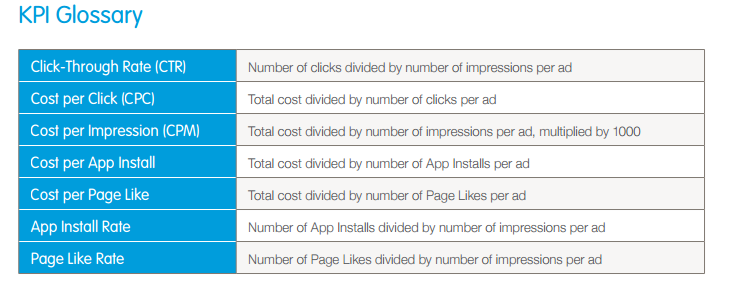 KPI Glossary
Click-Through Rate (CTR) Number of clicks divided by number of impressions per ad
Cost per Click (CPC) Total cost divided by number of clicks per ad
Cost per Impression (CPM) Total cost divided by number of impressions per ad, multiplied by 1000
Cost per App Install Total cost divided by number of App Installs per ad
Cost per Page Like Total cost divided by number of Page Likes per ad
App Install Rate Number of App Installs divided by number of impressions per ad
Page Like Rate Number of Page Likes divided by number of impressions per ad